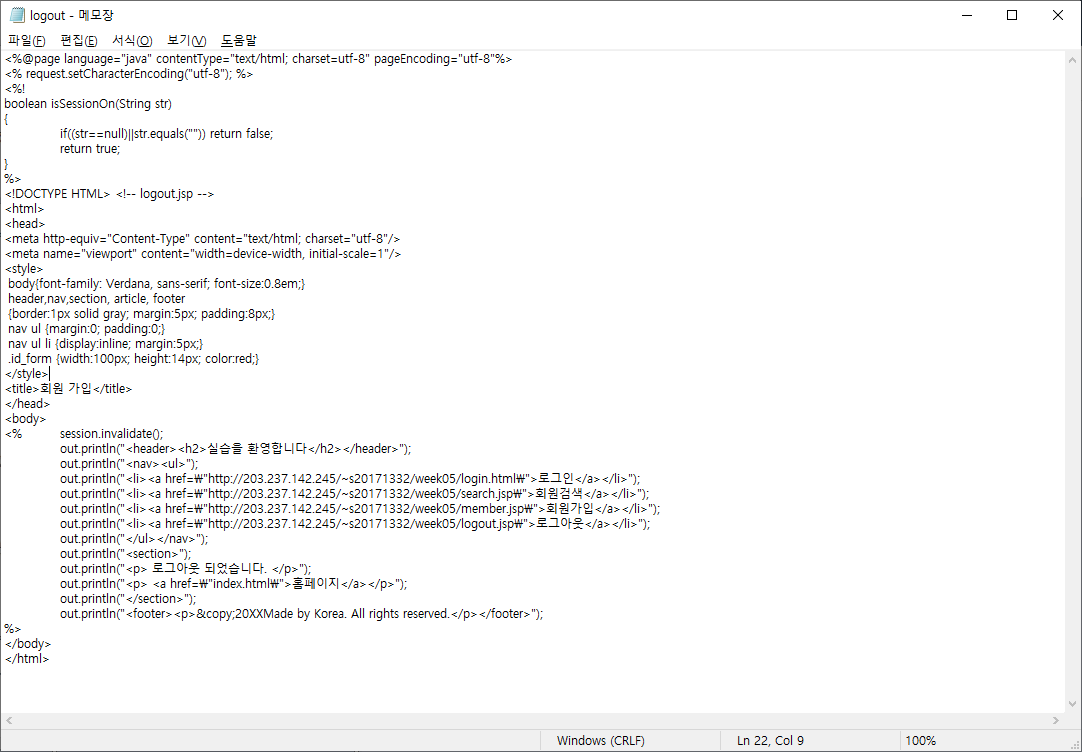 logout - 메모장
파일(F) 편집(E) 서식(O) 보기(V) 도움말
<%@page language="java" contentType="text/html; charset=utf-8" pageEncoding="utf-8"%>
<% request.setCharacterEncoding("utf-8"); %>
<%!
boolean isSessionOn(String str)
{
if((str==null)||str.equals("")) return false;
return true;
}
%>
<!DOCTYPE HTML> <!-- logout.jsp -->
<html>
<head>
<meta http-equiv="Content-Type" content="text/html; charset="utf-8"/>
<meta name="viewport" content="width=device-width, initial-scale=1"/>
<style>
body{font-family: Verdana, sans-serif; font-size:0.8em;}
header,nav,section, article, footer
{border:1px solid gray; margin:5px; padding:8px;}
nav ul {margin:0; padding:0;}
nav ul li {display:inline; margin:5px;}
.id_form {width:100px; height:14px; color:red;}
</style>
<title>회원 가입</title>
</head>
<body>
<% session.invalidate();
out.println("<header><h2>실습을 환영합니다</h2></header>");
out.println("<nav><ul>");
out.println("<li><a href=₩"http://203.237.142.245/~s20171332/week05/login.html₩">로그인</a></li>");
out.println("<li><a href=₩"http://203.237.142.245/~s20171332/week05/search.jsp₩">회원검색</a></li>");
out.println("<li><a href=₩"http://203.237.142.245/~s20171332/week05/member.jsp₩">회원가입</a></li>");
out.println("<li><a href=₩"http://203.237.142.245/~s20171332/week05/logout.jsp₩">로그아웃</a></li>");
out.println("</ul></nav>");
out.println("<section>");
out.println("<p> 로그아웃 되었습니다. </p>");
out.println("<p> <a href=₩"index.html₩">홈페이지</a></p>");
out.println("</section>");
out.println("<footer><p>&copy;20XXMade by Korea. All rights reserved.</p></footer>");
%>
</body>
</html>
Windows (CRLF) Ln 22, Col 9 100%